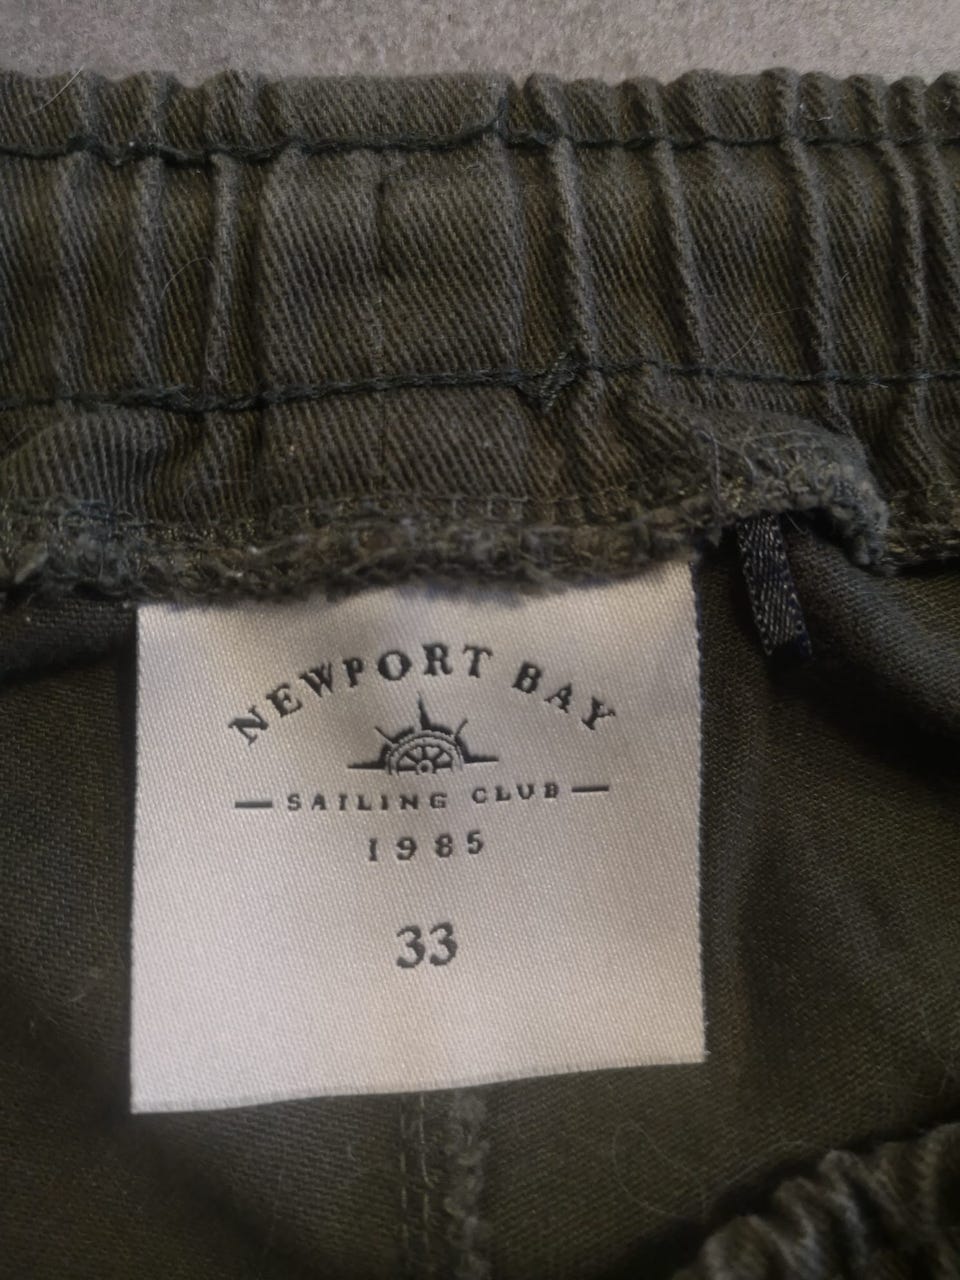 NEWPORT BAY
SAILING CLUB
1985
33